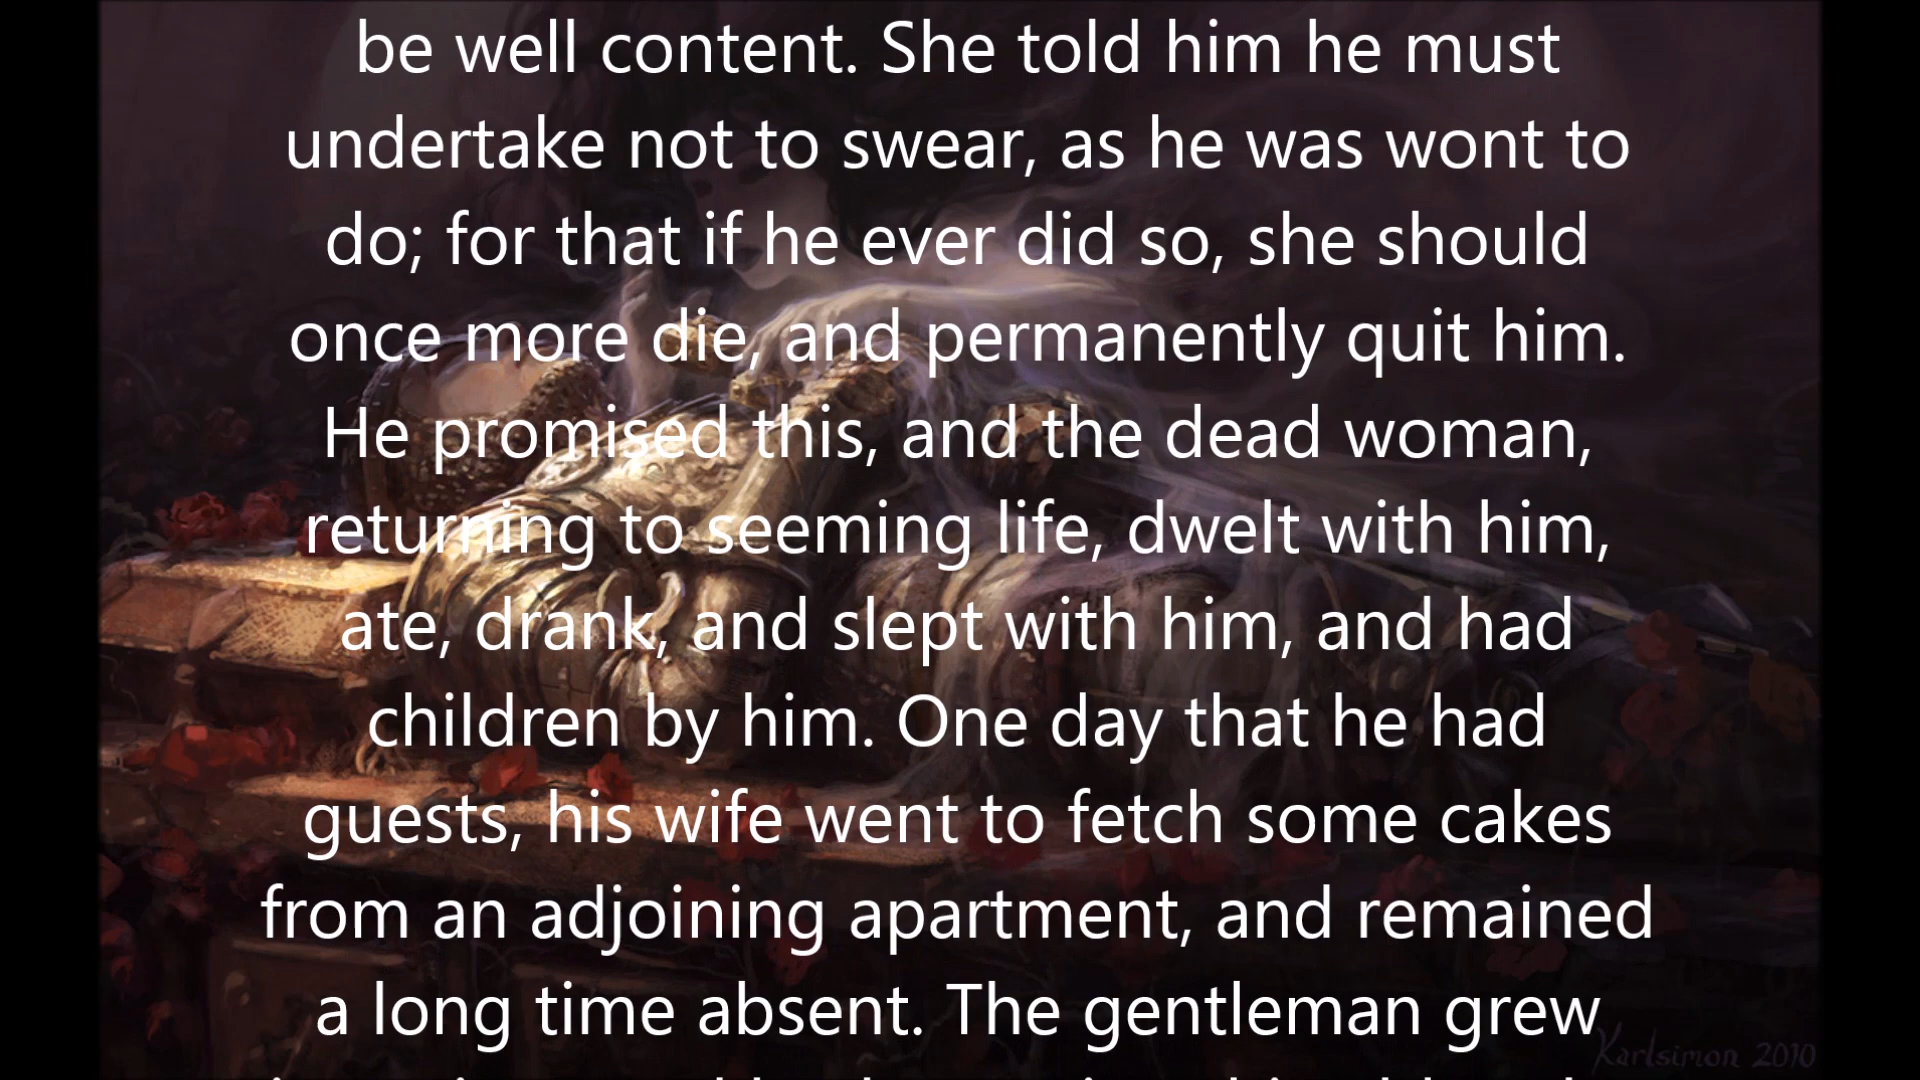 be well content. She told him he must
undertake not to swear, as he was wont to
do; for that if he ever did so, she should
once more die, and permanently quit him.
He promised this, and the dead woman,
returning to seeming life, dwelt with him,
ate, drank, and slept with him, and had
children by him. One day that he had
guests, his wife went to fetch some cakes
from an adjoining apartment, and remained
a long time absent. The gentleman grew
Karlsimon 2010